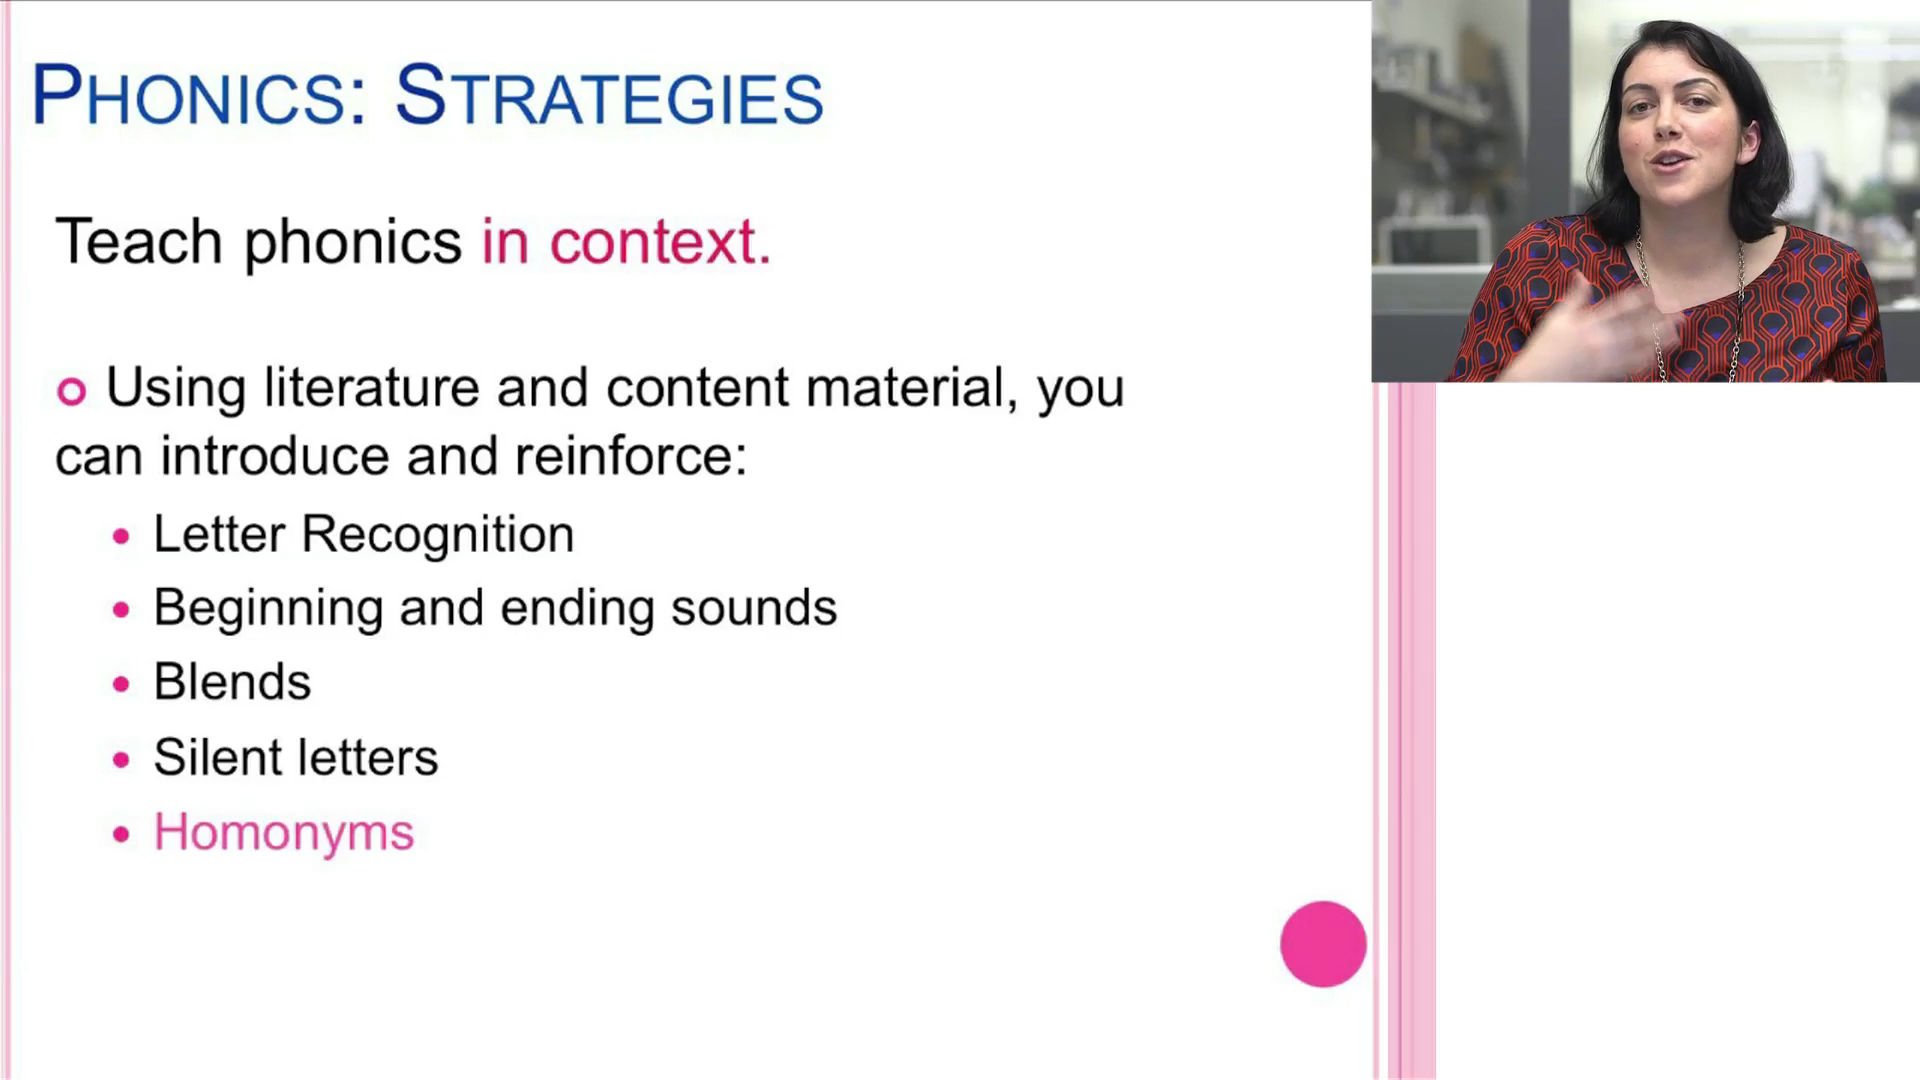 PHONICS: STRATEGIES
Teach phonics in context.
Using literature and content material, you
can introduce and reinforce:
Letter Recognition
Beginning and ending sounds
Blends
Silent letters
Homonyms